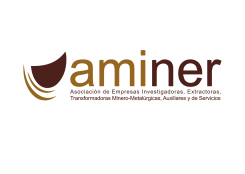 aminer
Asociación de Empresas Investigadoras, Extractoras,
Transformadoras Minero-Metalúrgicas, Auxiliares y de Servicios